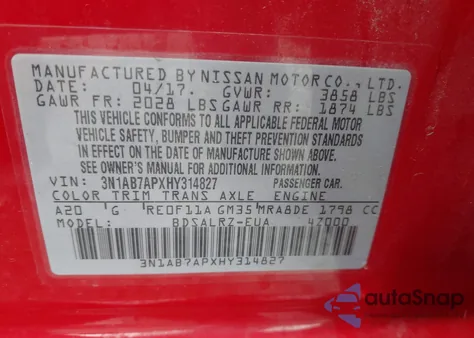 MANUFACTURED BY NISSAN MOTOR CO., LTD.
DATE: 04/17. GVWR: 3858 LBS
GAWR FR: 2028 LBS GAWR RR: 1874 LBS
THIS VEHICLE CONFORMS TO ALL APPLICABLE FEDERAL MOTOR
VEHICLE SAFETY, BUMPER AND THEFT PREVENTION STANDARDS
IN EFFECT ON THE DATE OF MANUFACTURE SHOWN ABOVE.
SEE OWNER'S MANUAL FOR ADDITIONAL INFORMATION.
VIN: 3N1AB7APXHY314827 PASSENGER CAR.
COLOR TRIM TRANS AXLE ENGINE
A20 G RE0F11A GM35 MRA8DE 1798 CC
MODEL: BDSALRZ-EUA 47000
3N1AB7APXHY314827
autoSnap